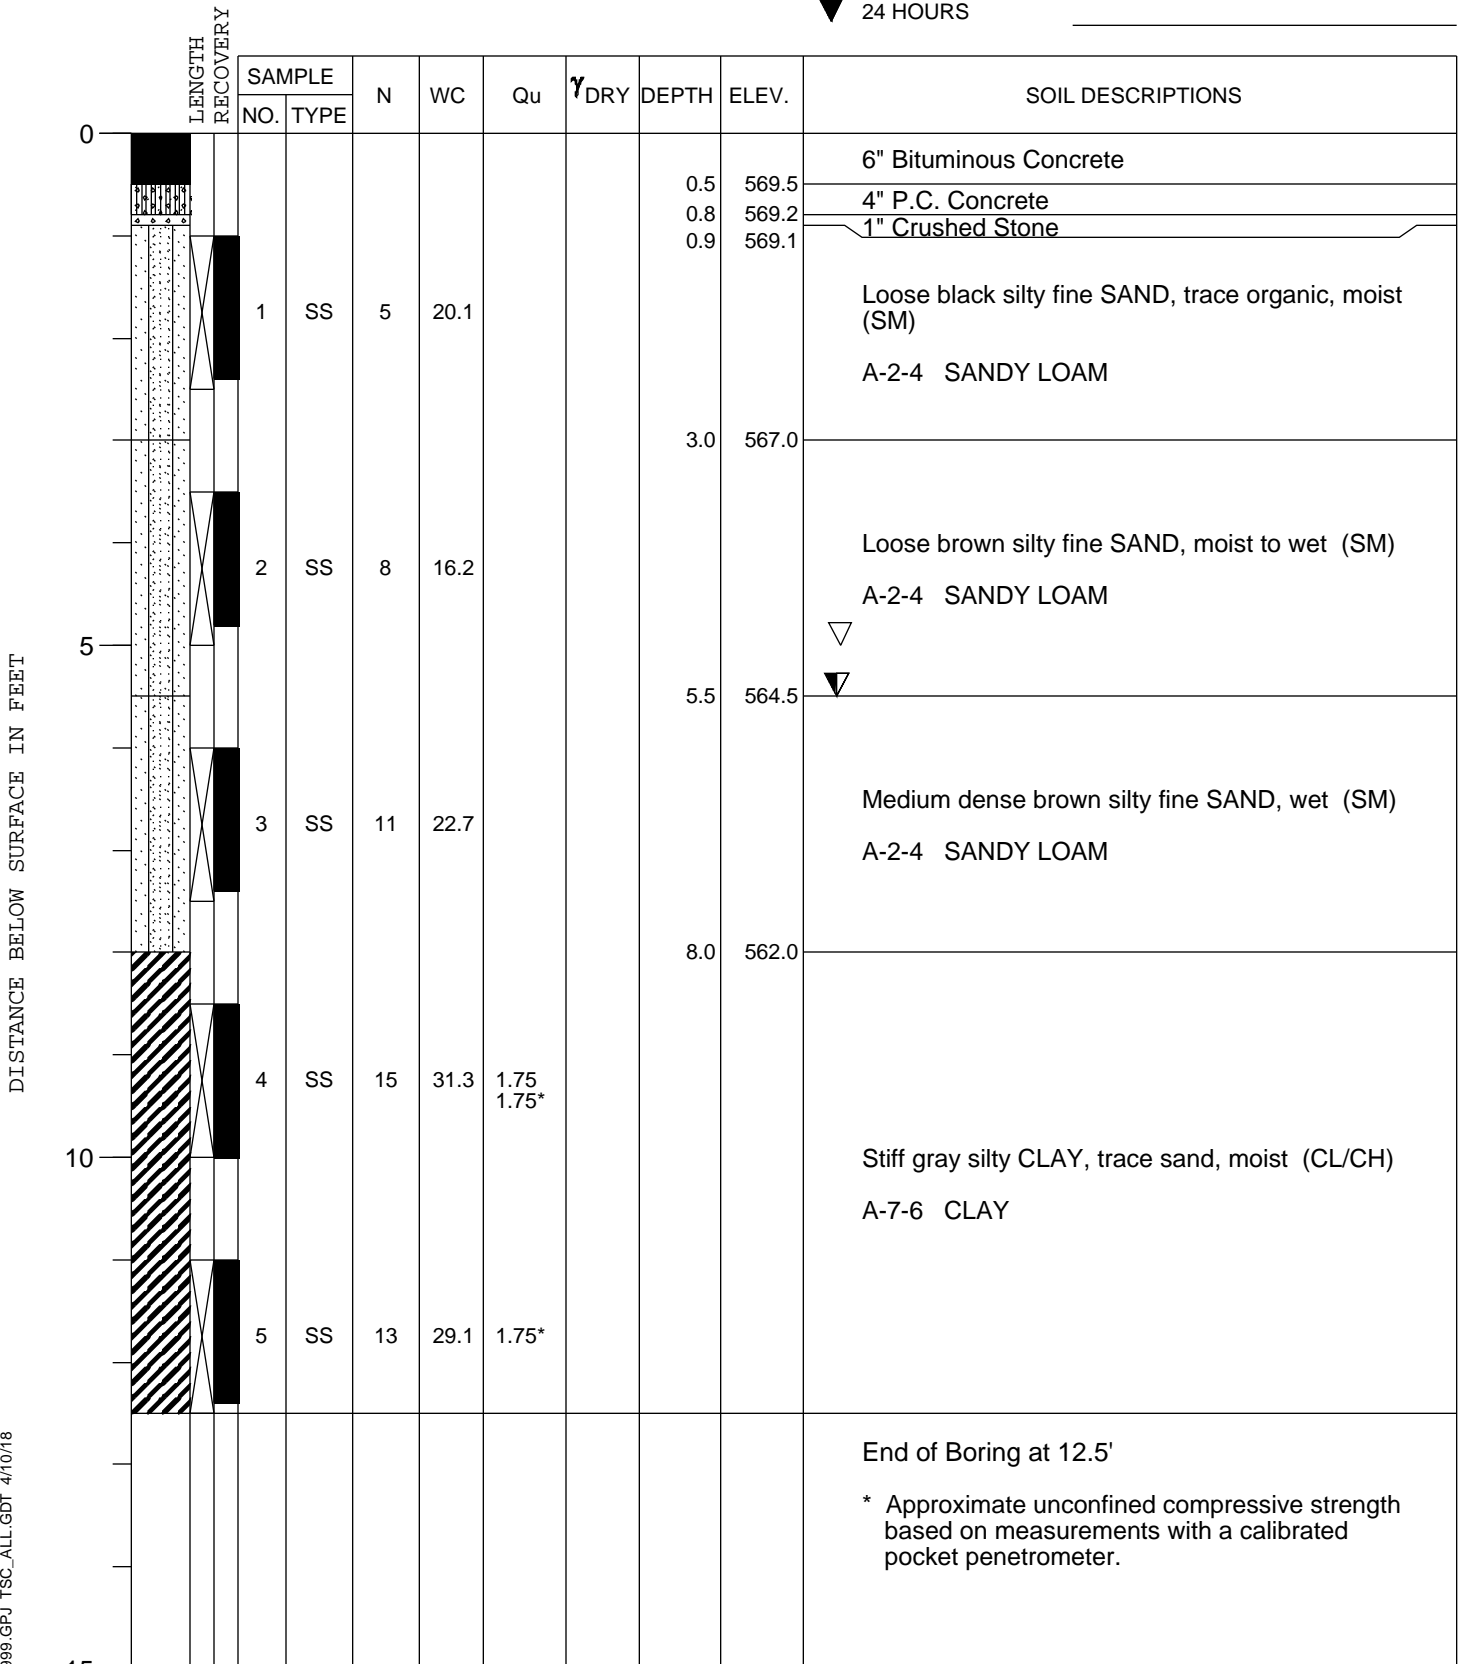 24 HOURS
LENGTH
RECOVERY
SAMPLE
NO. TYPE
N
WC
Qu
γDRY
DEPTH
ELEV.
SOIL DESCRIPTIONS
0
6" Bituminous Concrete
0.5 569.5
4" P.C. Concrete
0.8 569.2
1" Crushed Stone
0.9 569.1
Loose black silty fine SAND, trace organic, moist
(SM)
1 SS 5 20.1
A-2-4 SANDY LOAM
3.0 567.0
Loose brown silty fine SAND, moist to wet (SM)
2 SS 8 16.2
A-2-4 SANDY LOAM
5
5.5 564.5
Medium dense brown silty fine SAND, wet (SM)
3 SS 11 22.7
A-2-4 SANDY LOAM
8.0 562.0
4 SS 15 31.3 1.75
1.75*
10
Stiff gray silty CLAY, trace sand, moist (CL/CH)
A-7-6 CLAY
5 SS 13 29.1 1.75*
End of Boring at 12.5'
* Approximate unconfined compressive strength
based on measurements with a calibrated
pocket penetrometer.
DISTANCE BELOW SURFACE IN FEET
999.GPJ TSC_ALL.GDT 4/10/18